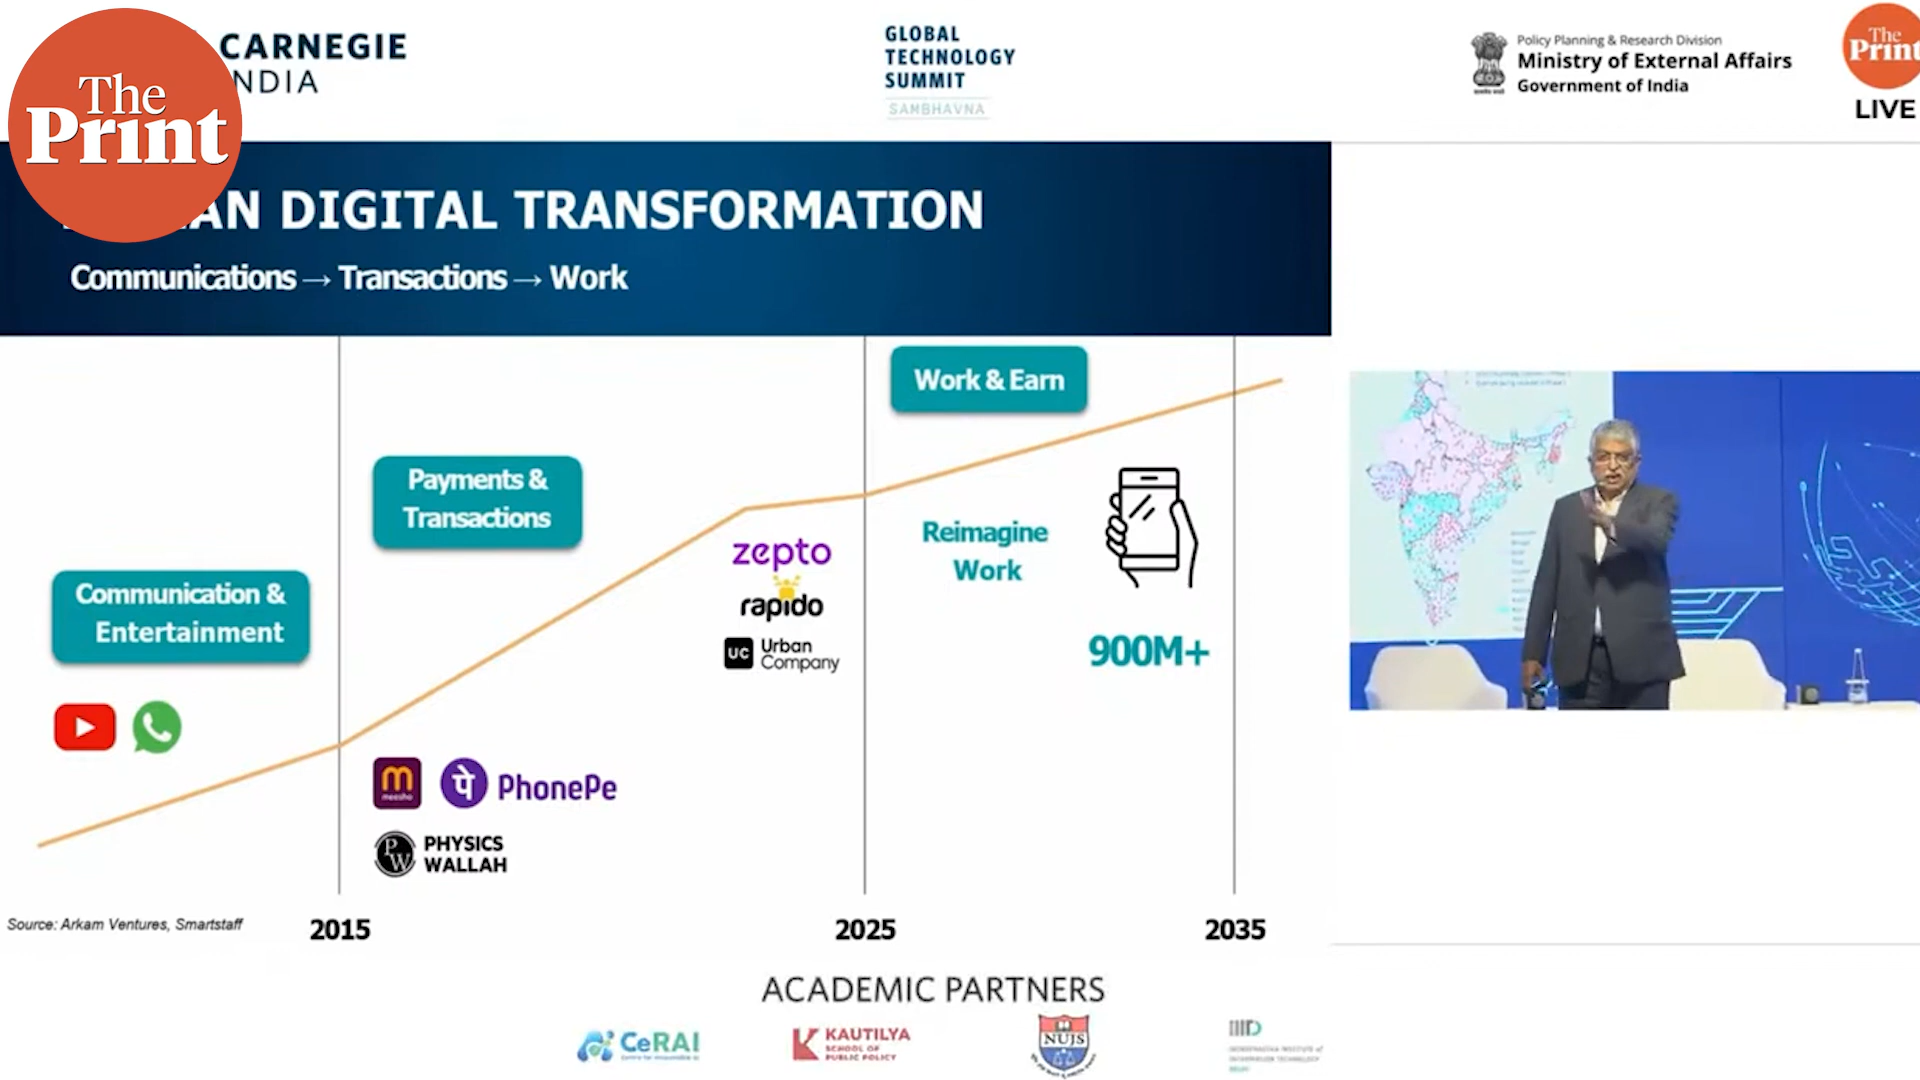 The
Print
CARNEGIE
NDIA
GLOBAL
TECHNOLOGY
SUMMIT
SAMBHAVNA
Policy Planning & Research Division
Ministry of External Affairs
Government of India
The
Print
LIVE
AN DIGITAL TRANSFORMATION
Communications → Transactions → Work
Work & Earn
Payments &
Transactions
Communication &
Entertainment
zepto
rapido
UC Urban
Company
Reimagine
Work
900M+
meesho
पे PhonePe
PW PHYSICS
WALLAH
Source: Arkam Ventures, Smartstaff
2015
2025
2035
ACADEMIC PARTNERS
CeRAI
KAUTILYA
SCHOOL OF
PUBLIC POLICY
NUJS